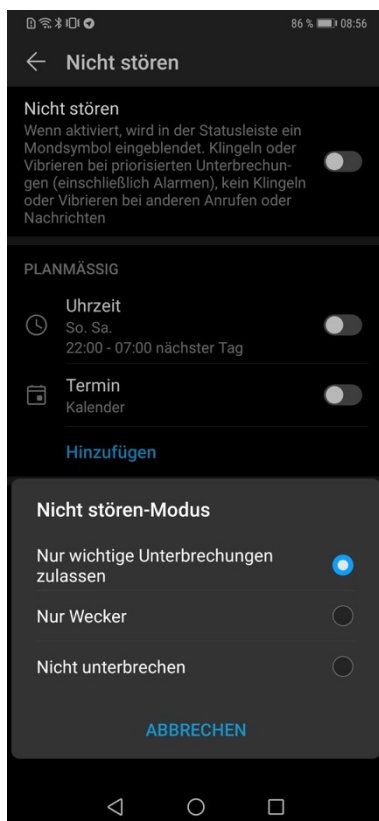 86 % 08:56
Nicht stören
Nicht stören
Wenn aktiviert, wird in der Statusleiste ein
Mondsymbol eingeblendet. Klingeln oder
Vibrieren bei priorisierten Unterbrechun-
gen (einschließlich Alarmen), kein Klingeln
oder Vibrieren bei anderen Anrufen oder
Nachrichten
PLANMÄSSIG
Uhrzeit
So. Sa.
22:00 - 07:00 nächster Tag
Termin
Kalender
Hinzufügen
Nicht stören-Modus
Nur wichtige Unterbrechungen
zulassen
Nur Wecker
Nicht unterbrechen
ABBRECHEN